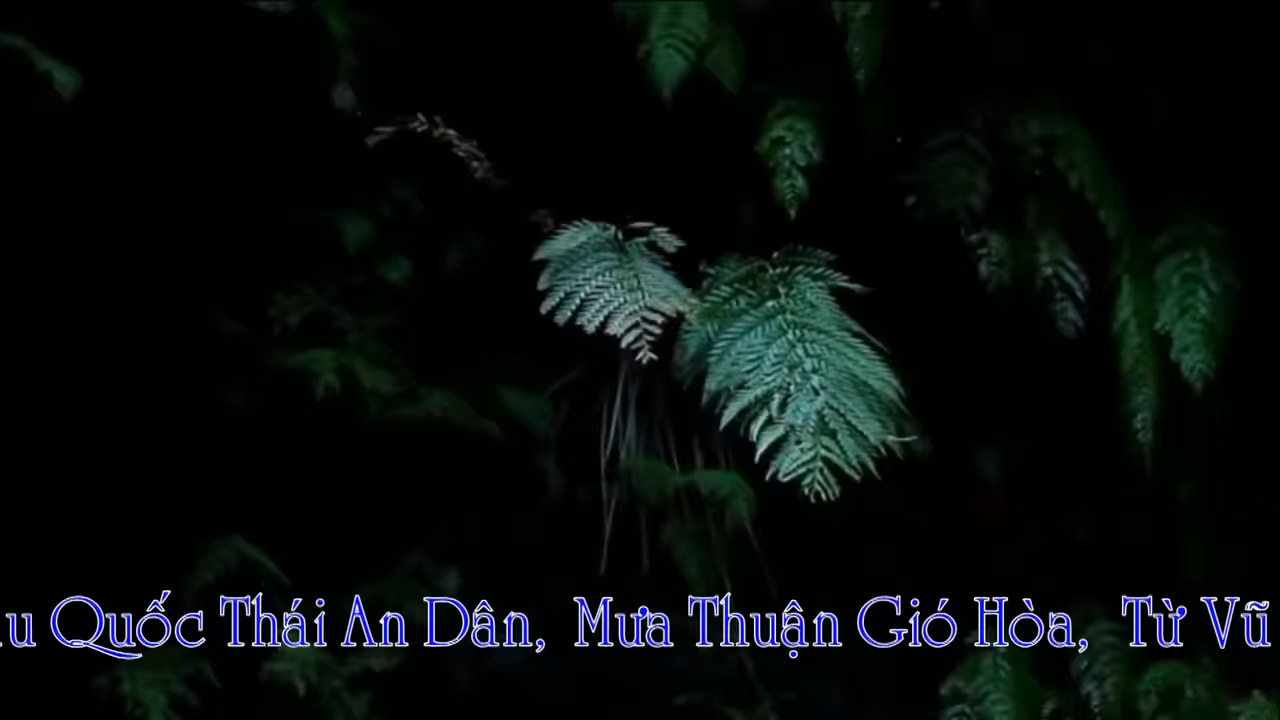 Quốc Thái An Dân, Mưa Thuận Gió Hòa, Từ Vũ